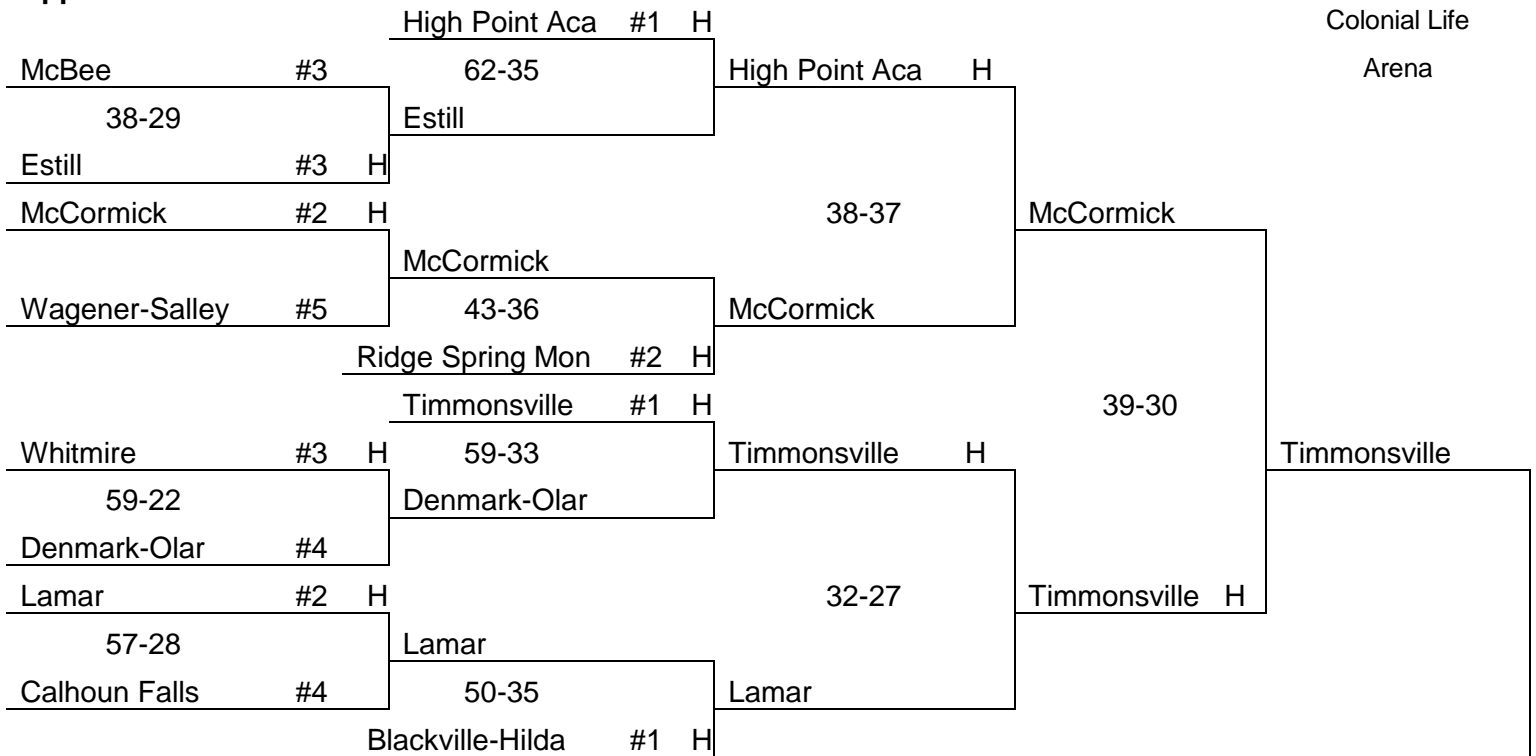 High Point Aca #1 H Colonial Life
McBee #3 62-35 High Point Aca H Arena
38-29 Estill
Estill #3 H
McCormick #2 H 38-37 McCormick
McCormick
Wagener-Salley #5 43-36 McCormick
Ridge Spring Mon #2 H
Timmonsville #1 H 39-30
Whitmire #3 H 59-33 Timmonsville H Timmonsville
59-22 Denmark-Olar
Denmark-Olar #4
Lamar #2 H 32-27 Timmonsville H
57-28 Lamar
Calhoun Falls #4 50-35 Lamar
Blackville-Hilda #1 H